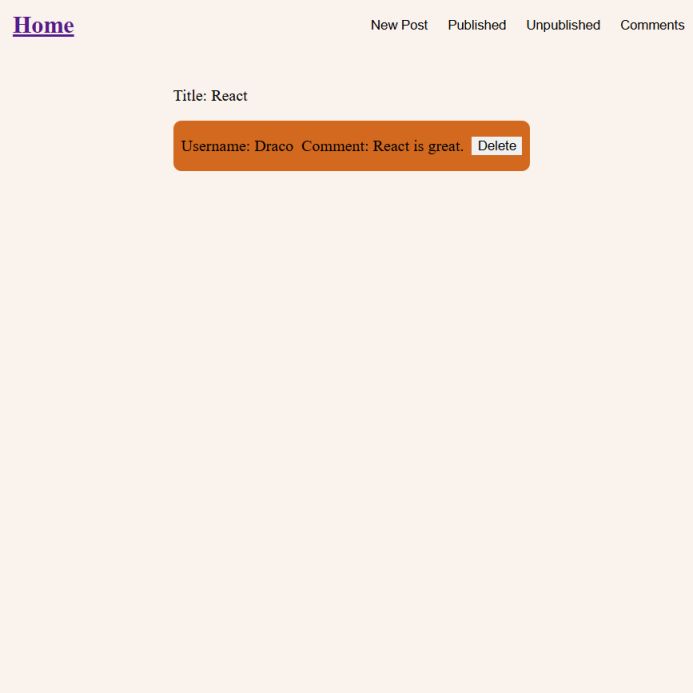 Home New Post Published Unpublished Comments
Title: React
Username: Draco Comment: React is great. Delete